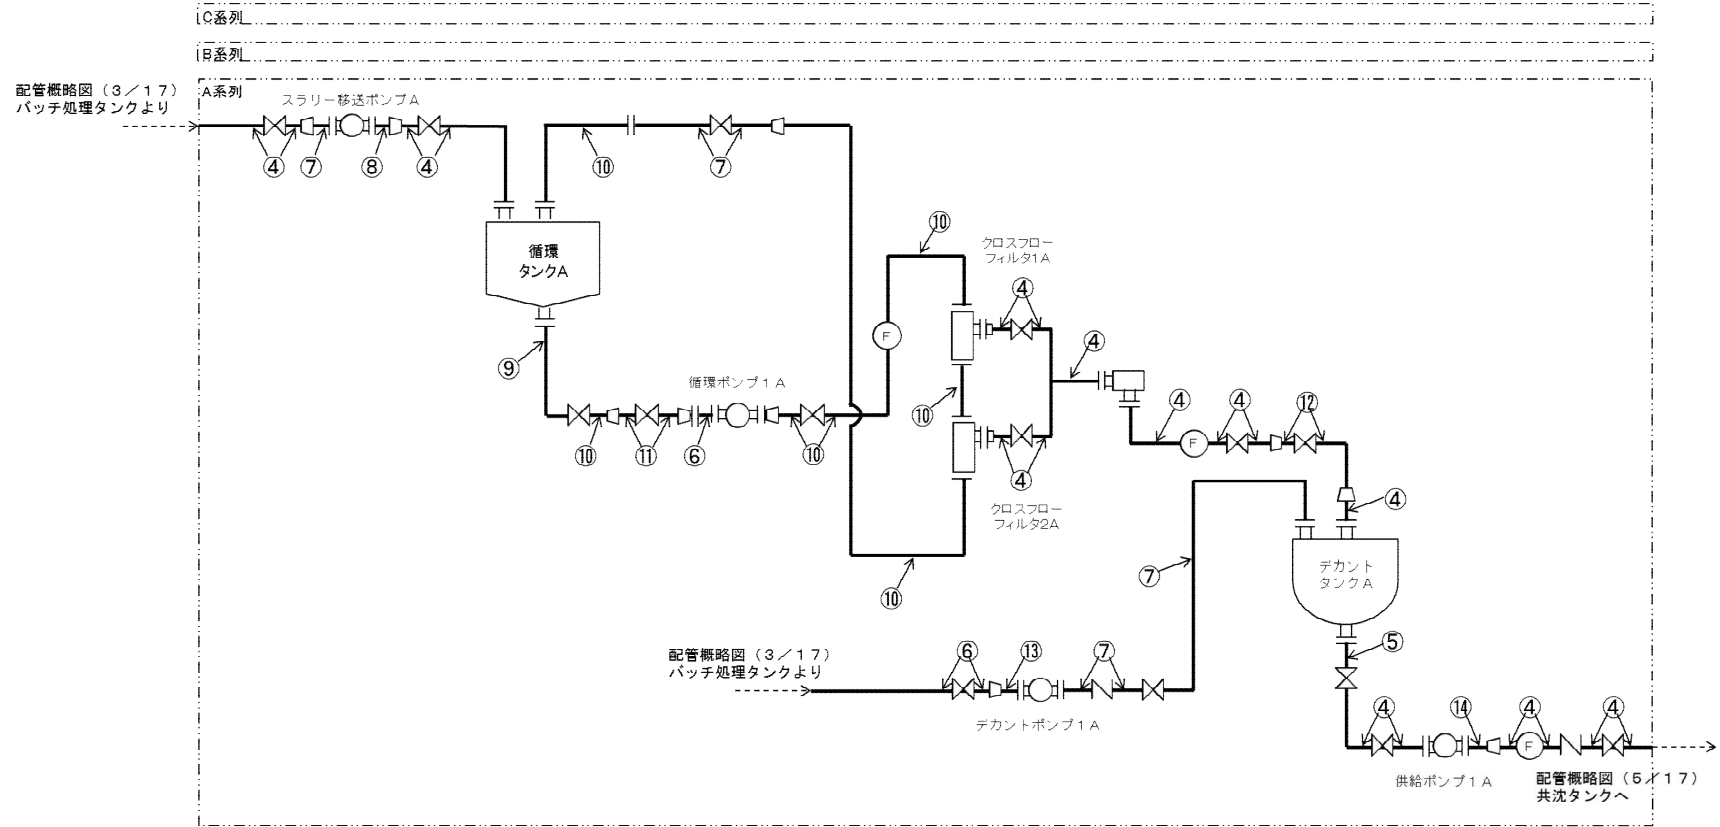 C系列
B系列
A系列
配管概略図（3／17）
バッチ処理タンクより
スラリー移送ポンプA
④
⑦
⑧
④
⑩
⑦
循環
タンクA
⑨
循環ポンプ1A
⑩
⑪
⑥
⑩
F
⑩
クロスフロー
フィルタ1A
④
⑩
④
④
クロスフロー
フィルタ2A
⑩
④
F
④
⑫
④
デカント
タンクA
⑦
⑤
配管概略図（3／17）
バッチ処理タンクより
⑥
⑬
⑦
デカントポンプ1A
④
⑭
④
④
F
供給ポンプ1A
配管概略図（5／17）
共沈タンクへ